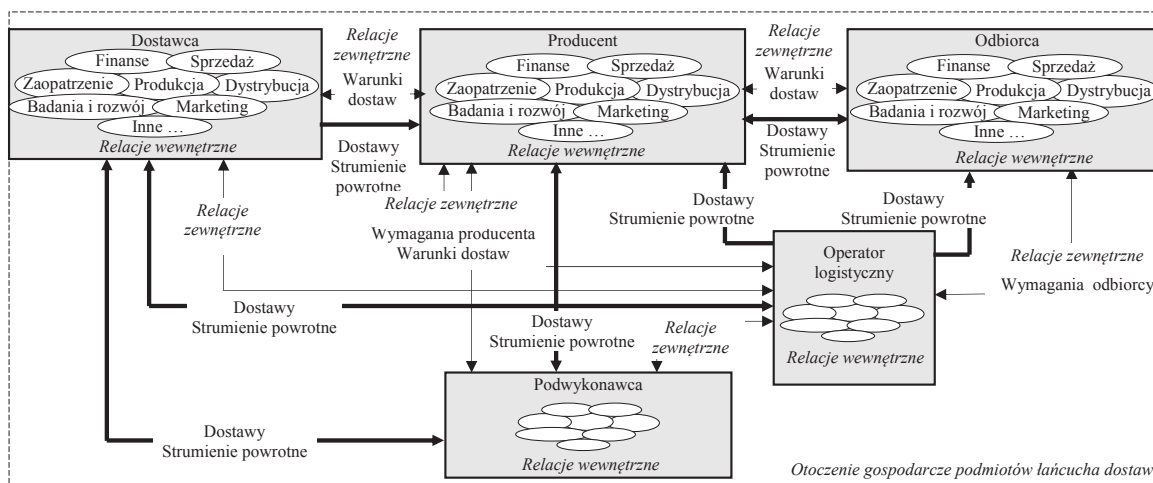 Dostawca
Finanse
Sprzedaż
Zaopatrzenie
Produkcja
Dystrybucja
Badania i rozwój
Marketing
Inne …
Relacje wewnętrzne
Relacje
zewnętrzne
Warunki
dostaw
Dostawy
Strumienie
powrotne
Producent
Finanse
Sprzedaż
Zaopatrzenie
Produkcja
Dystrybucja
Badania i rozwój
Marketing
Inne …
Relacje wewnętrzne
Relacje
zewnętrzne
Warunki
dostaw
Dostawy
Strumienie
powrotne
Odbiorca
Finanse
Sprzedaż
Zaopatrzenie
Produkcja
Dystrybucja
Badania i rozwój
Marketing
Inne …
Relacje wewnętrzne
Relacje
zewnętrzne
Relacje zewnętrzne
Wymagania producenta
Warunki dostaw
Dostawy
Strumienie powrotne
Dostawy
Strumienie powrotne
Operator
logistyczny
Relacje wewnętrzne
Relacje zewnętrzne
Wymagania odbiorcy
Dostawy
Strumienie powrotne
Dostawy
Strumienie powrotne
Relacje
zewnętrzne
Podwykonawca
Relacje wewnętrzne
Dostawy
Strumienie powrotne
Otoczenie gospodarcze podmiotów łańcucha dostaw